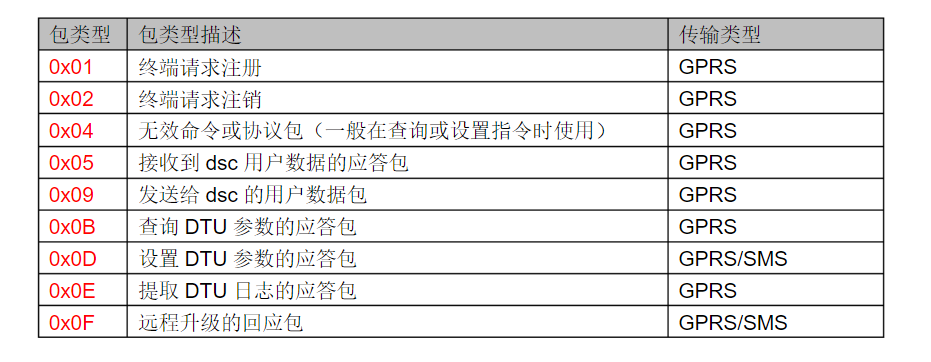 包类型 包类型描述 传输类型
0x01 终端请求注册 GPRS
0x02 终端请求注销 GPRS
0x04 无效命令或协议包（一般在查询或设置指令时使用） GPRS
0x05 接收到 dsc 用户数据的应答包 GPRS
0x09 发送给 dsc 的用户数据包 GPRS
0x0B 查询 DTU 参数的应答包 GPRS
0x0D 设置 DTU 参数的应答包 GPRS/SMS
0x0E 提取 DTU 日志的应答包 GPRS
0x0F 远程升级的回应包 GPRS/SMS